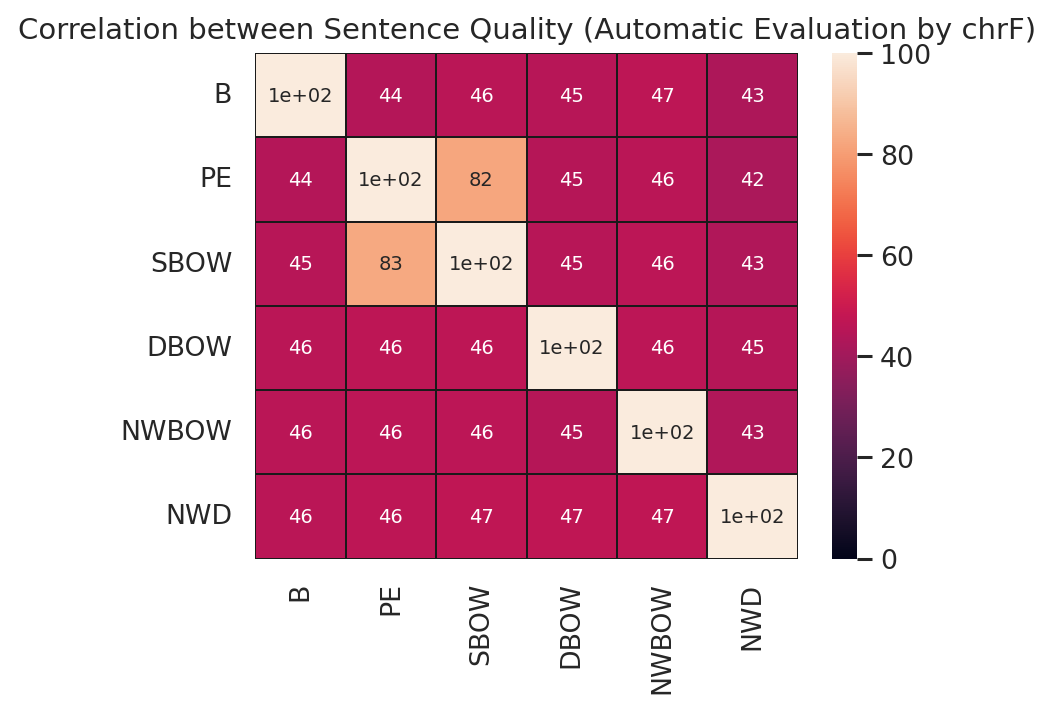 Correlation between Sentence Quality (Automatic Evaluation by chrF)
B 1e+02 44 46 45 47 43
PE 44 1e+02 82 45 46 42
SBOW 45 83 1e+02 45 46 43
DBOW 46 46 46 1e+02 46 45
NWBOW 46 46 46 45 1e+02 43
NWD 46 46 47 47 47 1e+02
B PE SBOW DBOW NWBOW NWD
100
80
60
40
20
0